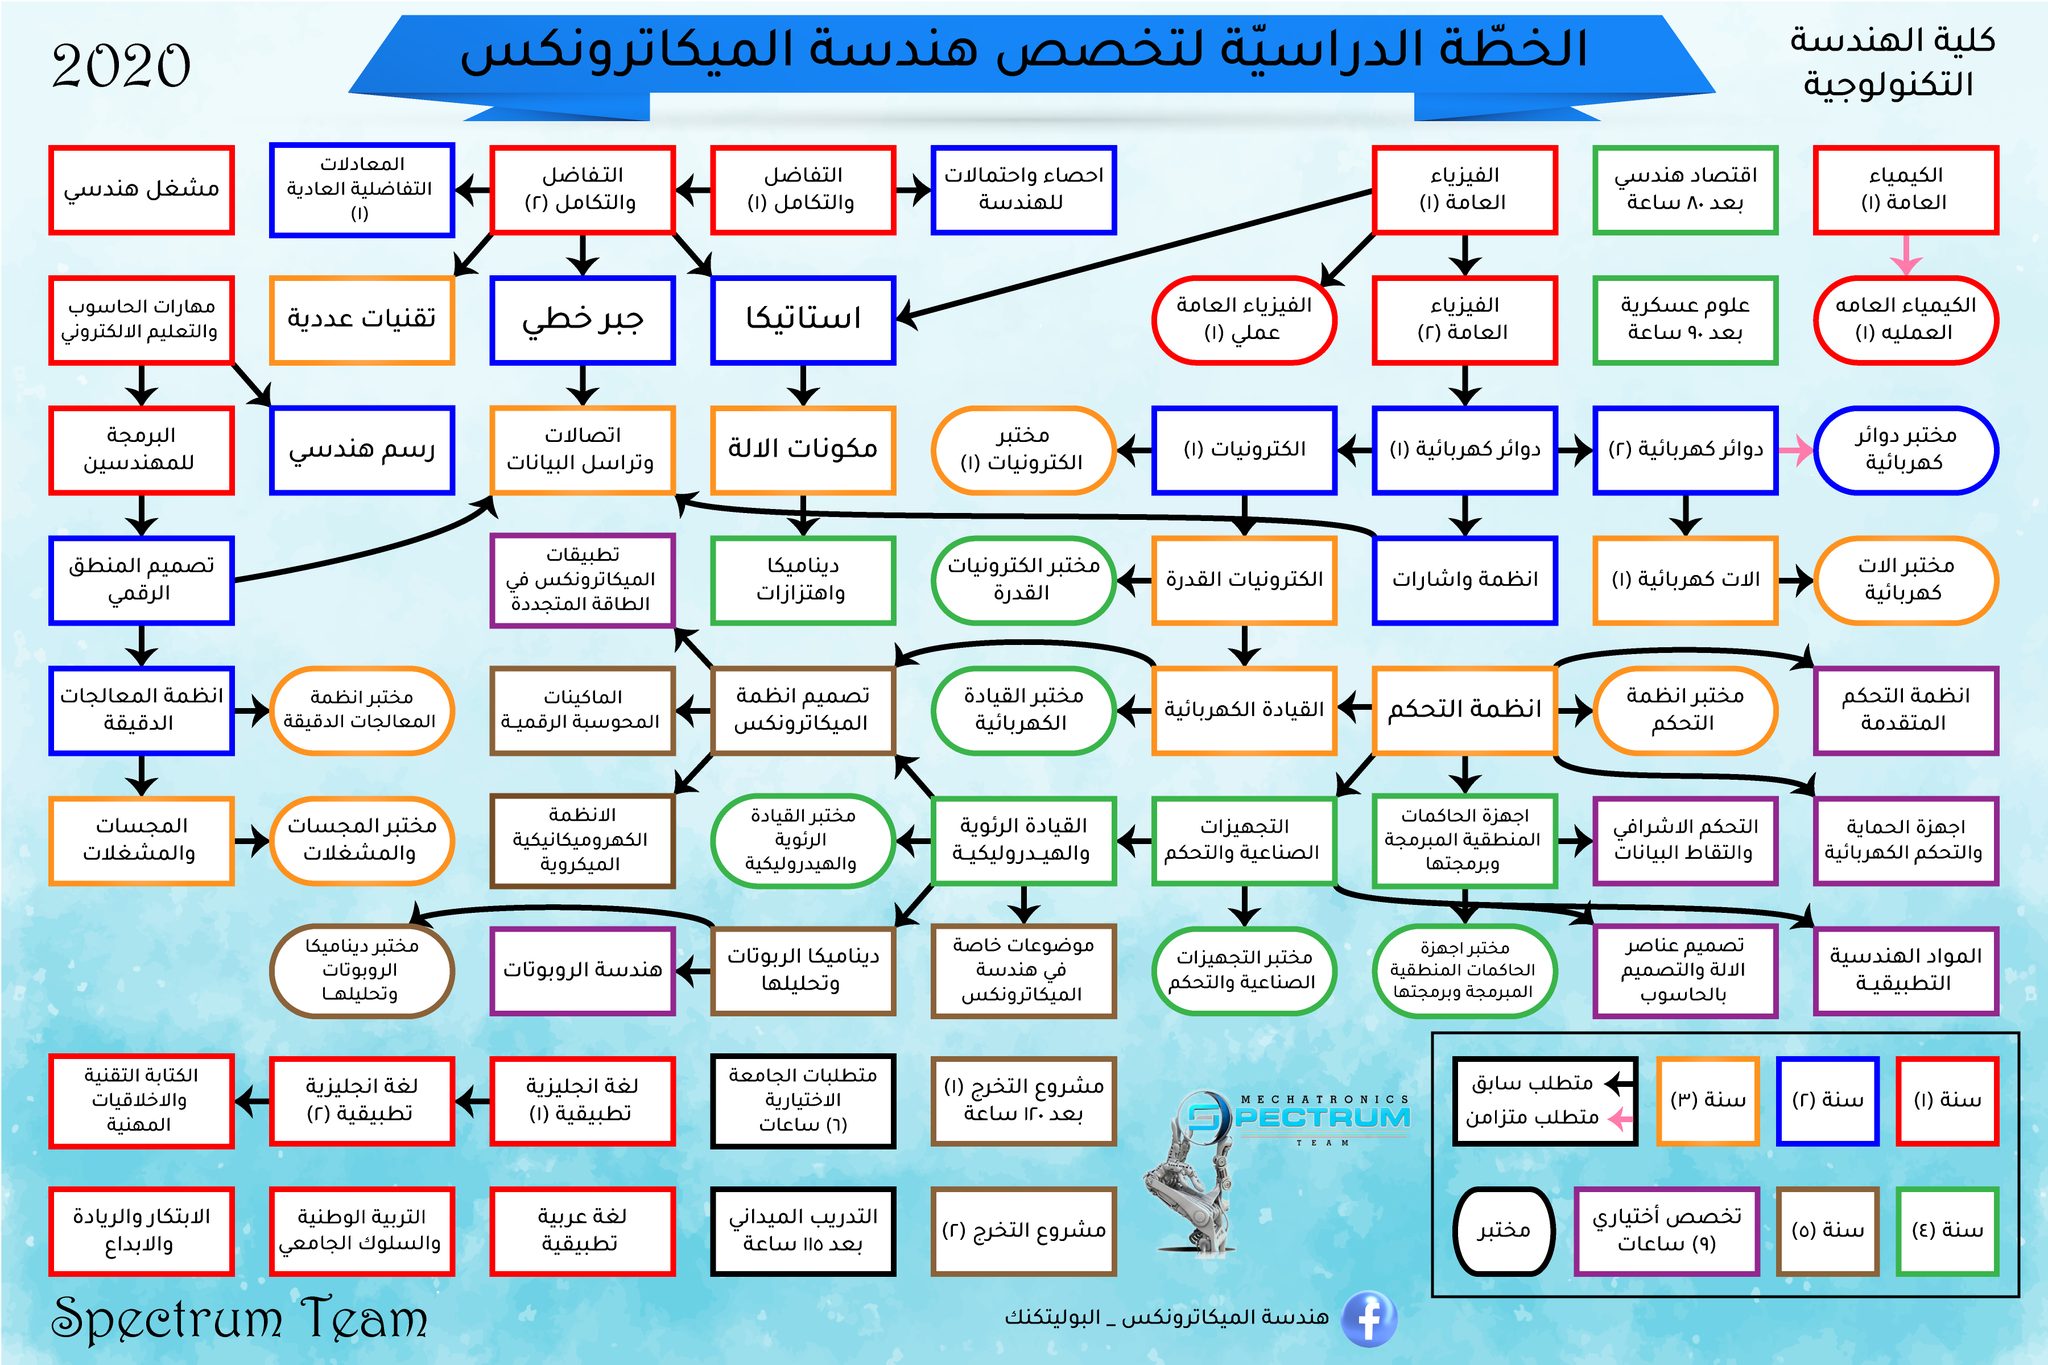 كلية الهندسة
التكنولوجية
الخطّة الدراسيّة لتخصص هندسة الميكاترونكس
2020
الكيمياء
العامة (١)
اقتصاد هندسي
بعد ٨٠ ساعة
الفيزياء
العامة (١)
احصاء واحتمالات
للهندسة
التفاضل
والتكامل (١)
التفاضل
والتكامل (٢)
المعادلات
التفاضلية العادية
(١)
مشغل هندسي
الكيمياء العامه
العمليه (١)
علوم عسكرية
بعد ٩٠ ساعة
الفيزياء
العامة (٢)
الفيزياء العامة
عملي (١)
استاتيكا
جبر خطي
تقنيات عددية
مهارات الحاسوب
والتعليم الالكتروني
مختبر دوائر
كهربائية
دوائر كهربائية (٢)
دوائر كهربائية (١)
الكترونيات (١)
مختبر
الكترونيات (١)
مكونات الالة
اتصالات
وتراسل البيانات
رسم هندسي
البرمجة
للمهندسين
مختبر الات
كهربائية
الات كهربائية (١)
انظمة واشارات
الكترونيات القدرة
مختبر الكترونيات
القدرة
ديناميكا
واهتزازات
تطبيقات
الميكاترونكس في
الطاقة المتجددة
تصميم المنطق
الرقمي
انظمة التحكم
المتقدمة
مختبر انظمة
التحكم
انظمة التحكم
القيادة الكهربائية
مختبر القيادة
الكهربائية
تصميم انظمة
الميكاترونكس
الماكينات
المحوسبة الرقميـة
مختبر انظمة
المعالجات الدقيقة
انظمة المعالجات
الدقيقة
اجهزة الحماية
والتحكم الكهربائية
التحكم الاشرافي
والتقاط البيانات
اجهزة الحاكمات
المنطقية المبرمجة
وبرمجتها
التجهيزات
الصناعية والتحكم
القيادة الرئوية
والهيـدروليكيـة
مختبر القيادة
الرئوية
والهيدروليكية
الانظمة
الكهروميكانيكية
الميكروية
مختبر المجسات
والمشغلات
المجسات
والمشغلات
المواد الهندسية
التطبيقيـة
تصميم عناصر
الالة والتصميم
بالحاسوب
مختبر اجهزة
الحاكمات المنطقية
المبرمجة وبرمجتها
مختبر التجهيزات
الصناعية والتحكم
موضوعات خاصة
في هندسة
الميكاترونكس
ديناميكا الربوتات
وتحليلها
هندسة الروبوتات
مختبر ديناميكا
الروبوتات
وتحليلهـا
سنة (١)
سنة (٢)
سنة (٣)
متطلب سابق
متطلب متزامن
MECHATRONICS
SPECTRUM
TEAM
مشروع التخرج (١)
بعد ١٢٠ ساعة
متطلبات الجامعة
الاختيارية
(٦) ساعات
لغة انجليزية
تطبيقية (١)
لغة انجليزية
تطبيقية (٢)
الكتابة التقنية
والاخلاقيات
المهنية
سنة (٤)
سنة (٥)
تخصص أختياري
(٩) ساعات
مختبر
مشروع التخرج (٢)
التدريب الميداني
بعد ١١٥ ساعة
لغة عربية
تطبيقية
التربية الوطنية
والسلوك الجامعي
الابتكار والريادة
والابداع
هندسة الميكاترونكس _ البوليتكنك
Spectrum Team